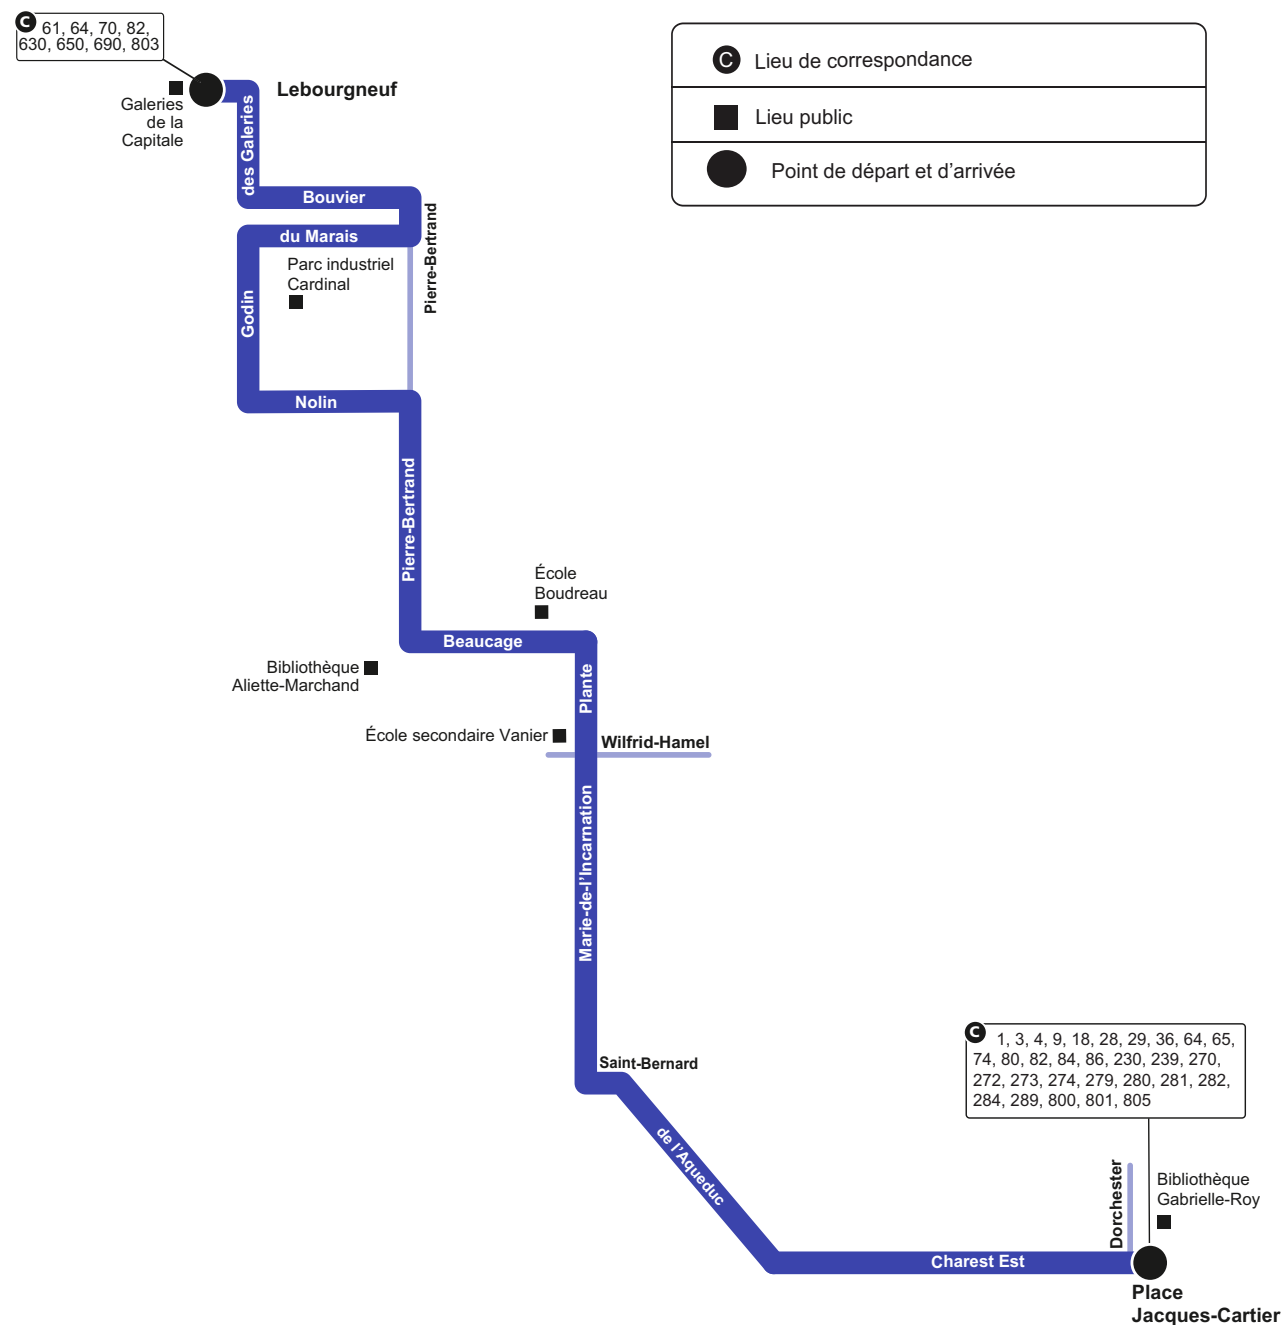 C 61, 64, 70, 82,
630, 650, 690, 803
Galeries
de la
Capitale
Lebourgneuf
C Lieu de correspondance
Lieu public
Point de départ et d'arrivée
des Galeries
Bouvier
du Marais
Pierre-Bertrand
Parc industriel
Cardinal
Godin
Nolin
Pierre-Bertrand
École
Boudreau
Beaucage
Bibliothèque
Aliette-Marchand
Plante
École secondaire Vanier
Wilfrid-Hamel
Marie-de-l'Incarnation
Saint-Bernard
de l'Aqueduc
C 1, 3, 4, 9, 18, 28, 29, 36, 64, 65,
74, 80, 82, 84, 86, 230, 239, 270,
272, 273, 274, 279, 280, 281, 282,
284, 289, 800, 801, 805
Dorchester
Bibliothèque
Gabrielle-Roy
Charest Est
Place
Jacques-Cartier